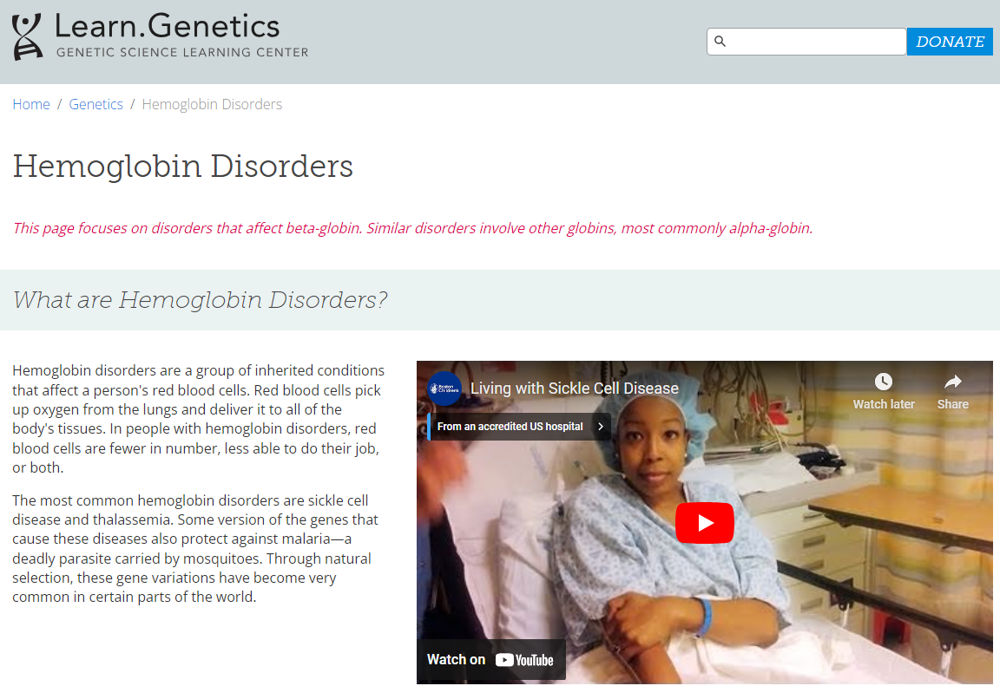 Learn.Genetics
GENETIC SCIENCE LEARNING CENTER
DONATE
Home / Genetics / Hemoglobin Disorders
Hemoglobin Disorders
This page focuses on disorders that affect beta-globin. Similar disorders involve other globins, most commonly alpha-globin.
What are Hemoglobin Disorders?
Hemoglobin disorders are a group of inherited conditions
that affect a person's red blood cells. Red blood cells pick
up oxygen from the lungs and deliver it to all of the
body's tissues. In people with hemoglobin disorders, red
blood cells are fewer in number, less able to do their job,
or both.
The most common hemoglobin disorders are sickle cell
disease and thalassemia. Some version of the genes that
cause these diseases also protect against malaria—a
deadly parasite carried by mosquitoes. Through natural
selection, these gene variations have become very
common in certain parts of the world.
Boston
Children's
Living with Sickle Cell Disease
Watch later
Share
From an accredited US hospital
Watch on YouTube